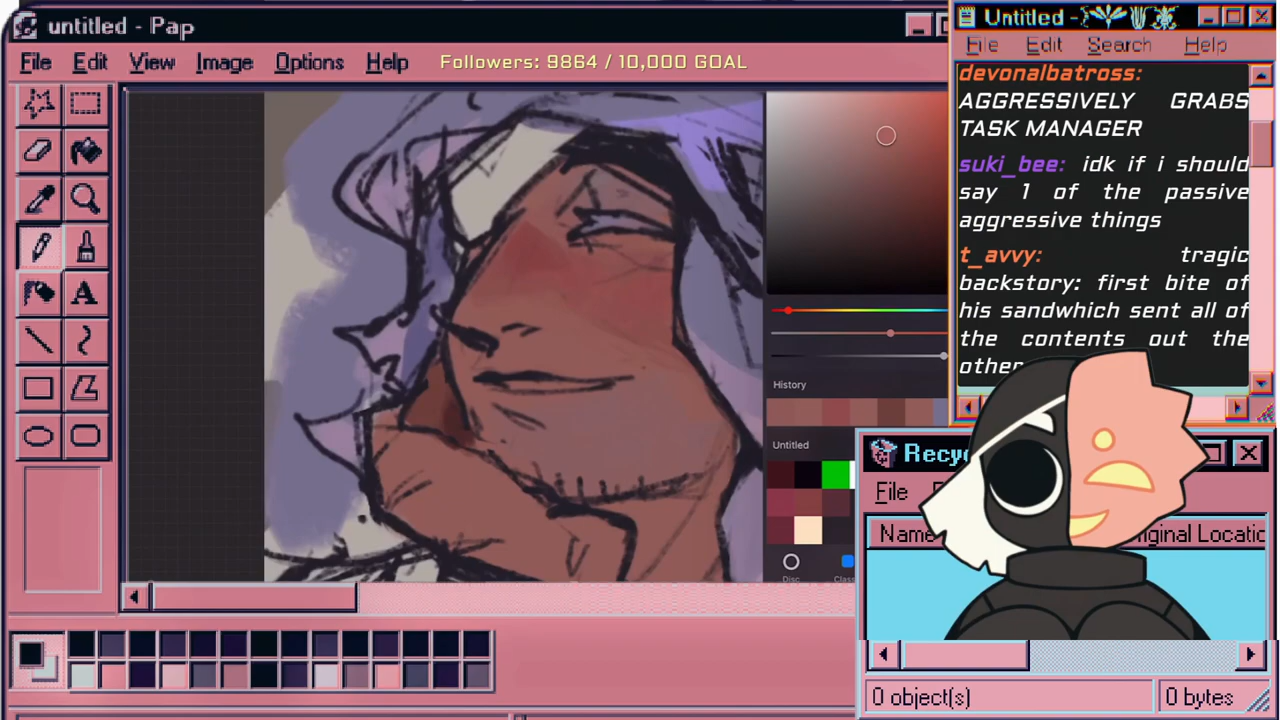 untitled - Pap
File Edit View Image Options Help
Followers: 9864 / 10,000 GOAL
A
History
Untitled
Disc
Untitled -
File Edit Search Help
devonalbatross:
AGGRESSIVELY GRABS
TASK MANAGER
suki_bee: idk if i should
say 1 of the passive
aggressive things
t_avvy: tragic
backstory: first bite of
his sandwhich sent all of
the contents out the
other
File
Name
0 object(s)
0 bytes